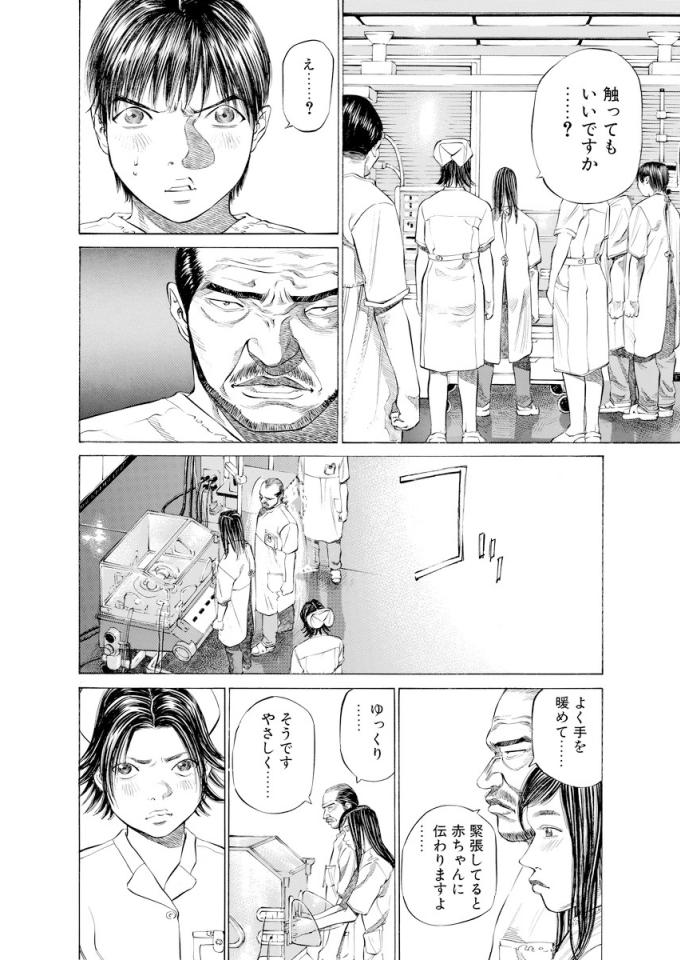 触っても
いいですか
……？
え……？
コ
よく手を
暖めて……
緊張してると
赤ちゃんに
伝わりますよ
……
ゆっくり
……
そうです
やさしく……